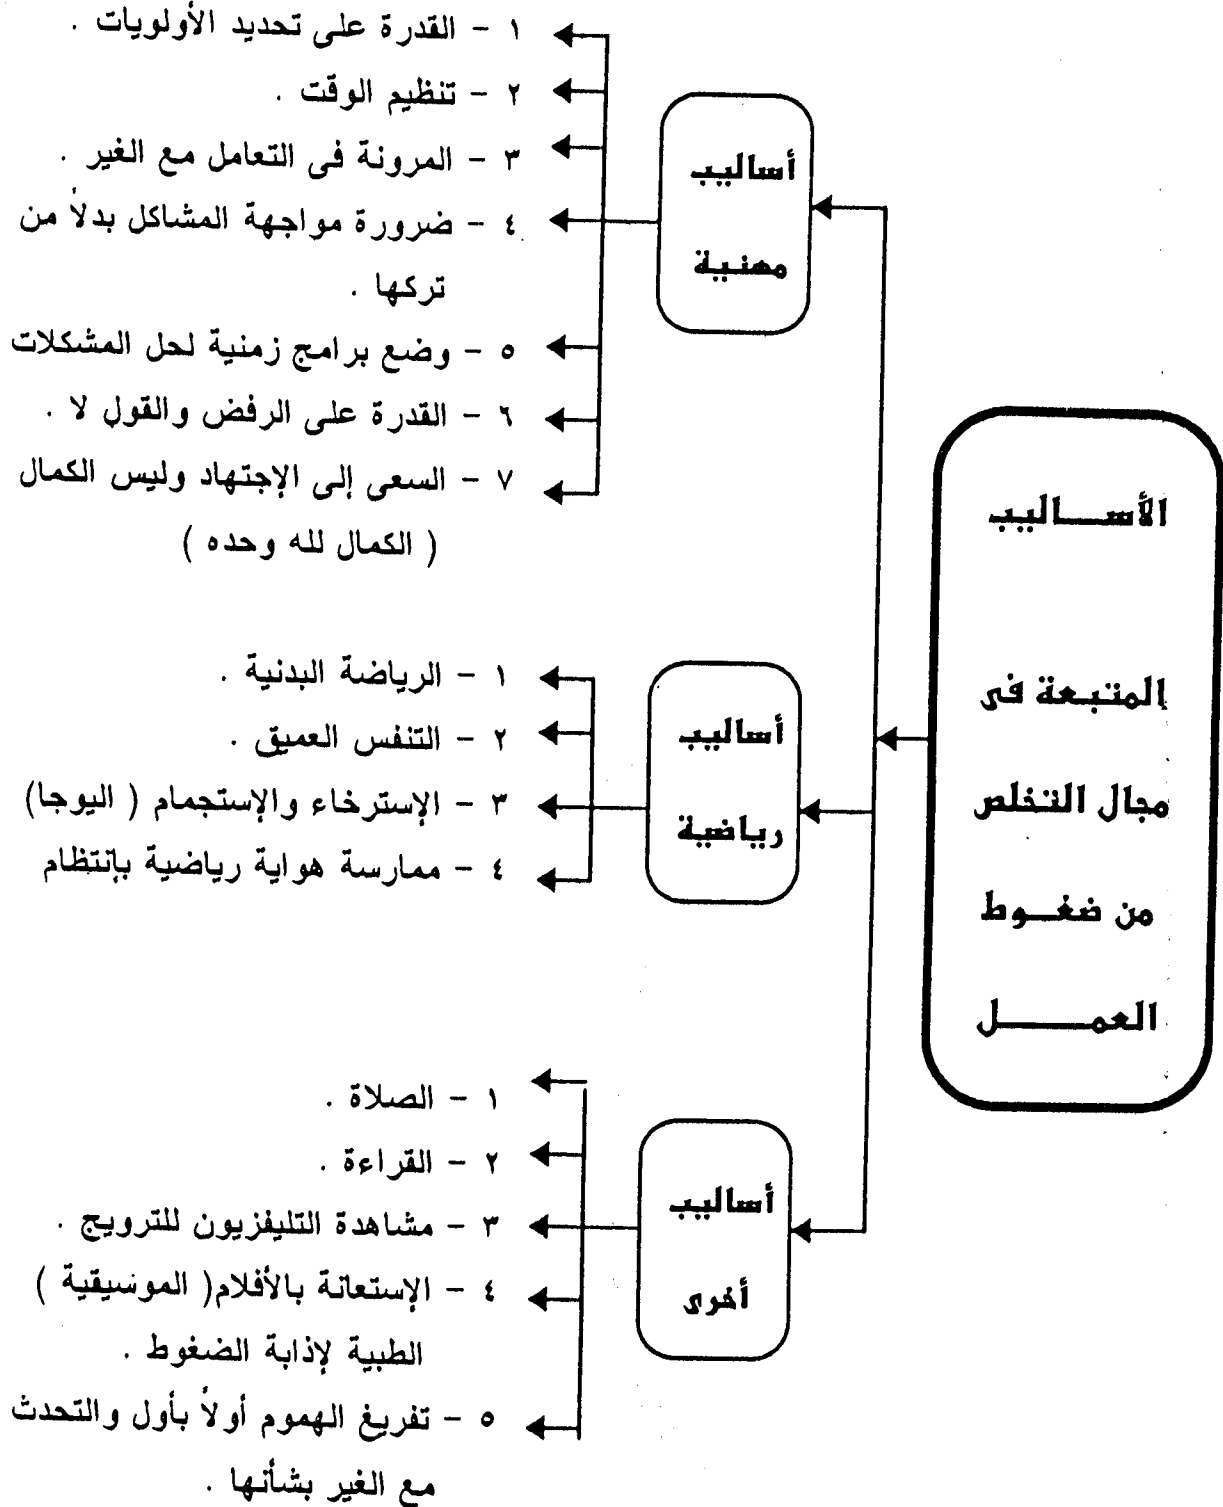 الأساليب
المتبعة فى
مجال التخلص
من ضغوط
العمل
أساليب
مهنية
١ - القدرة على تحديد الأولويات .
٢ - تنظيم الوقت .
٣ - المرونة فى التعامل مع الغير .
٤ - ضرورة مواجهة المشاكل بدلاً من
تركها .
٥ - وضع برامج زمنية لحل المشكلات
٦ - القدرة على الرفض والقول لا .
٧ - السعى إلى الإجتهاد وليس الكمال
( الكمال لله وحده )
أساليب
رياضية
١ - الرياضة البدنية .
٢ - التنفس العميق .
٣ - الإسترخاء والإستجمام ( اليوجا)
٤ - ممارسة هواية رياضية بإنتظام
أساليب
أخرى
١ - الصلاة .
٢ - القراءة .
٣ - مشاهدة التليفزيون للترويج .
٤ - الإستعانة بالأفلام( الموسيقية )
الطبية لإذابة الضغوط .
٥ - تفريغ الهموم أولاً بأول والتحدث
مع الغير بشأنها .